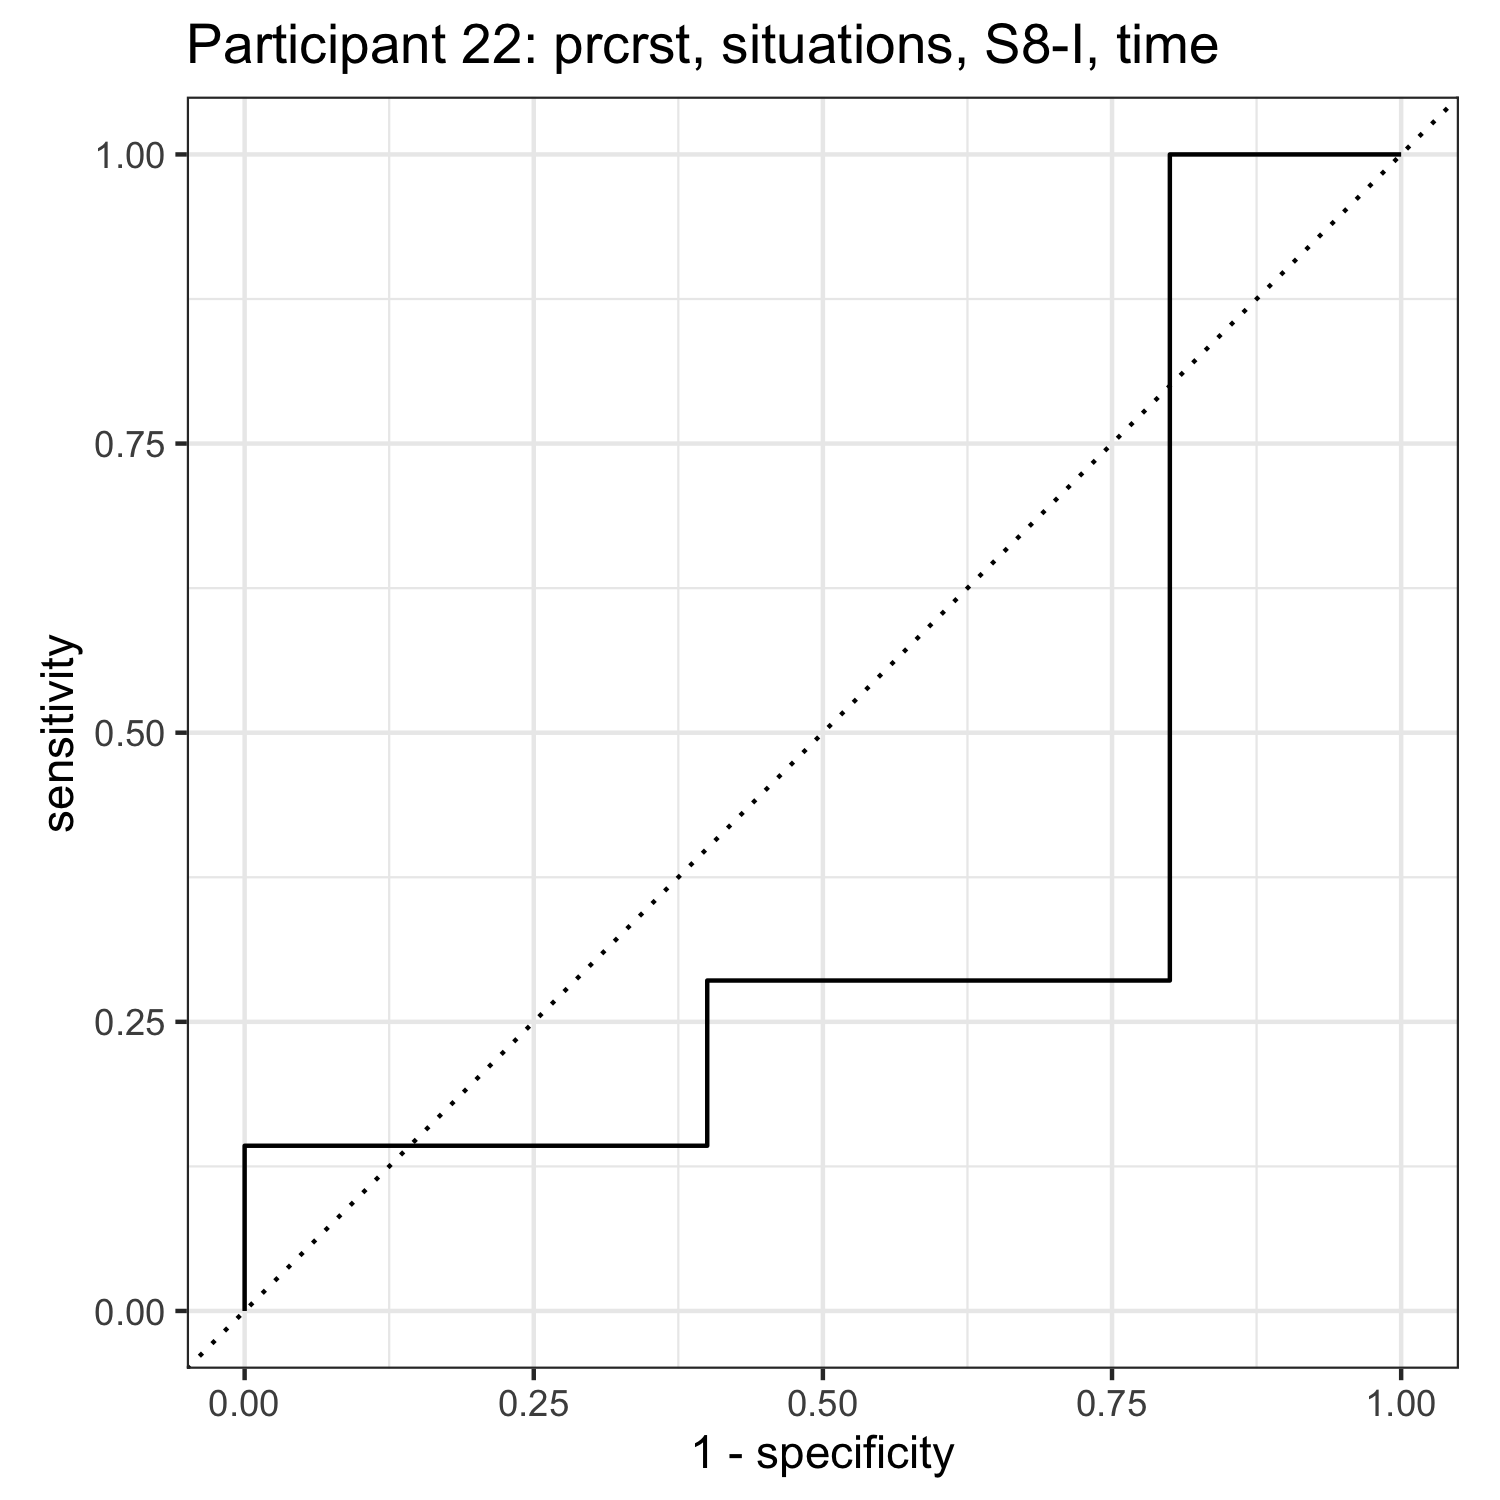 Participant 22: prcrst, situations, S8-I, time
1.00
0.75
0.50
0.25
0.00
sensitivity
0.00 0.25 0.50 0.75 1.00
1 - specificity